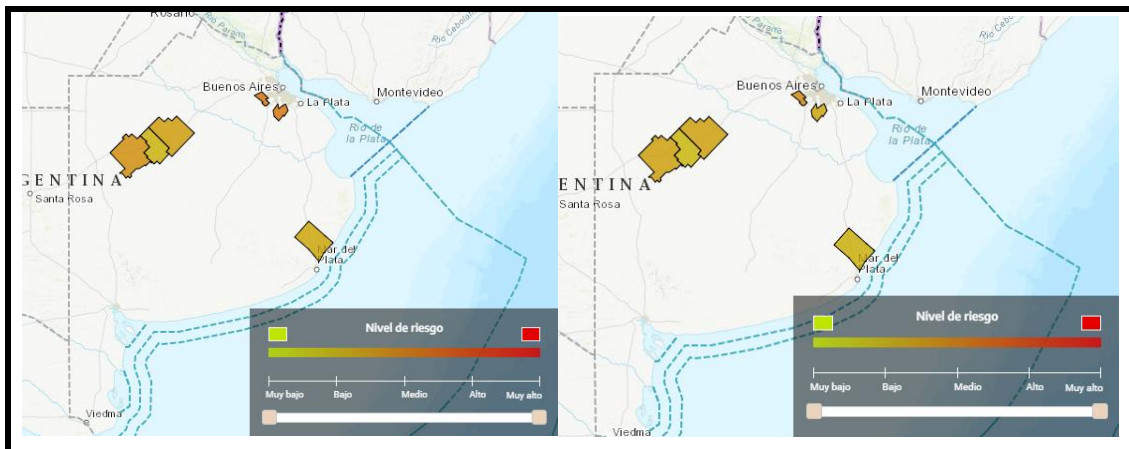 Rosario
Río Paraná
Río Cebolla
Buenos Aires
La Plata
Montevideo
Río de
la Plata
GENTINA
Santa Rosa
Mar del
Plata
Viedma
Nivel de riesgo
Muy bajo Bajo Medio Alto Muy alto
Río Paraná
Río Cebol
Buenos Aires
La Plata
Montevideo
Río de
la Plata
ENTINA
Santa Rosa
Mar del
Plata
Viedma
Nivel de riesgo
Muy bajo Bajo Medio Alto Muy alto